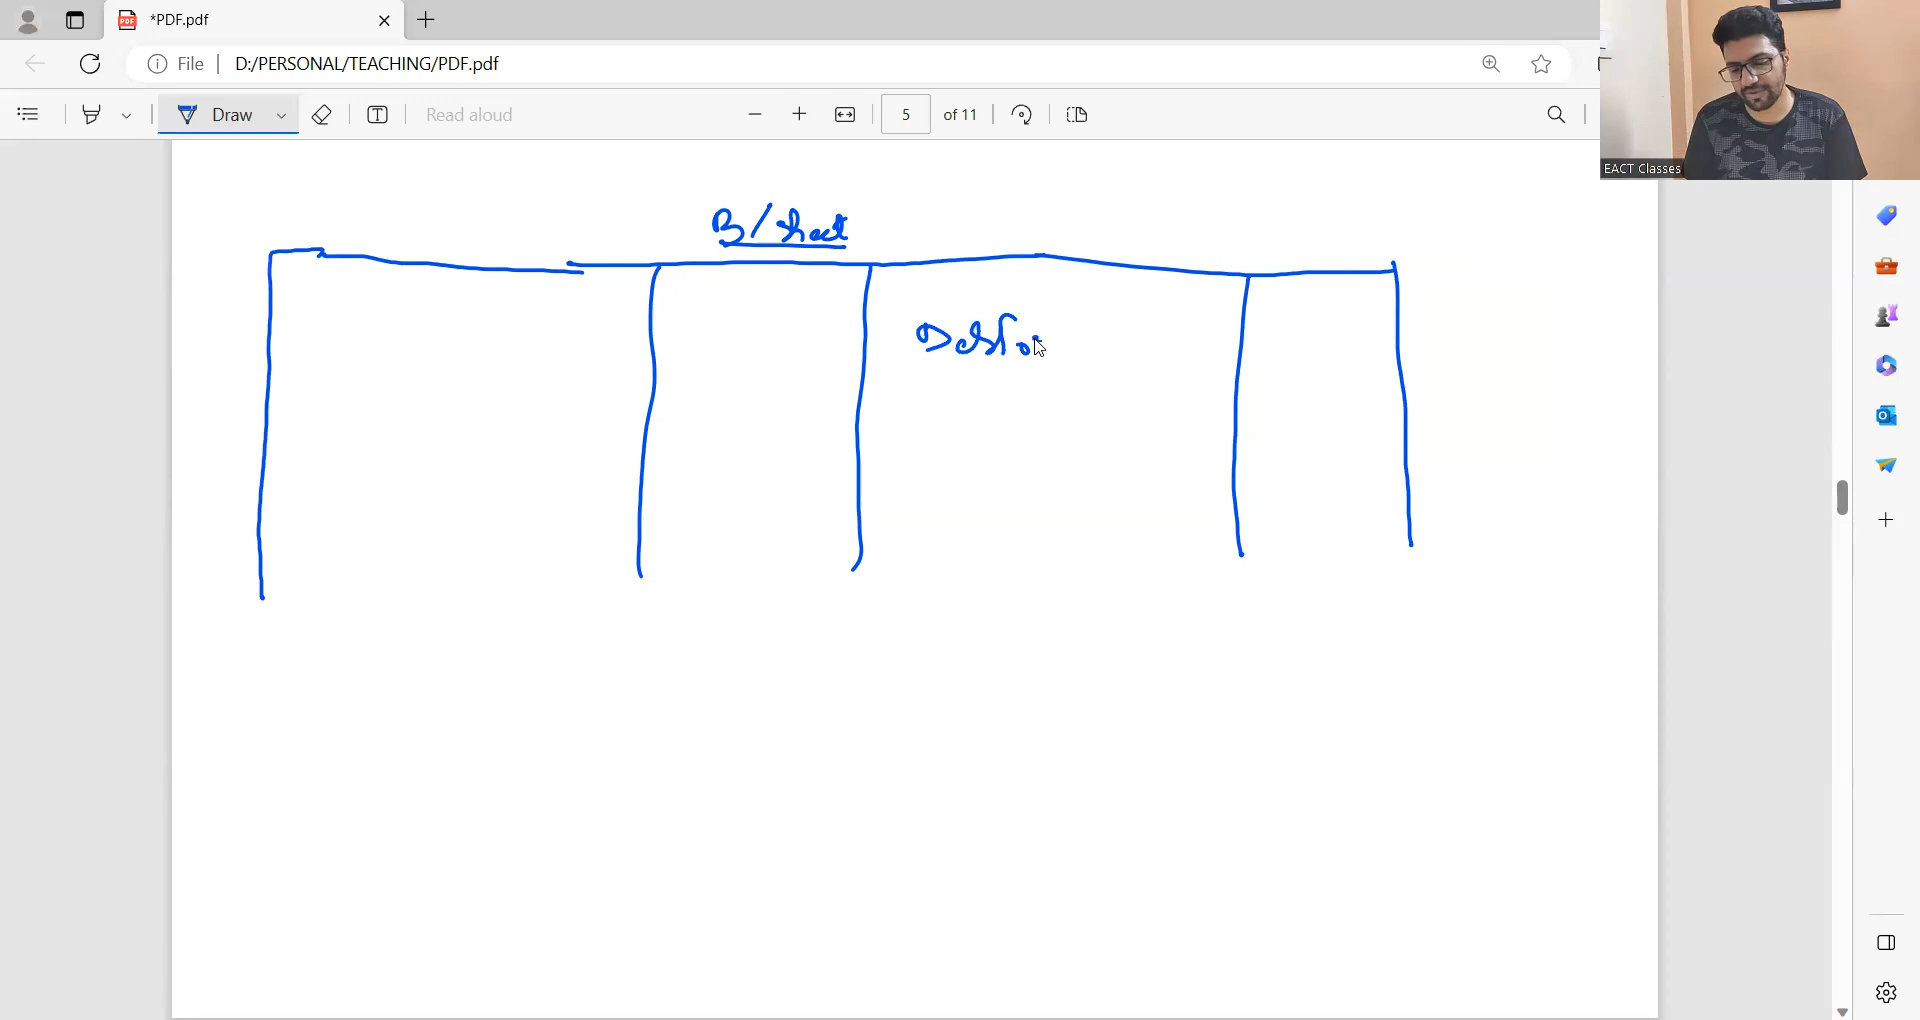 *PDF.pdf
File
D:/PERSONAL/TEACHING/PDF.pdf
Draw
Read aloud
5 of 11
EACT Classes
B/sheet
Debto